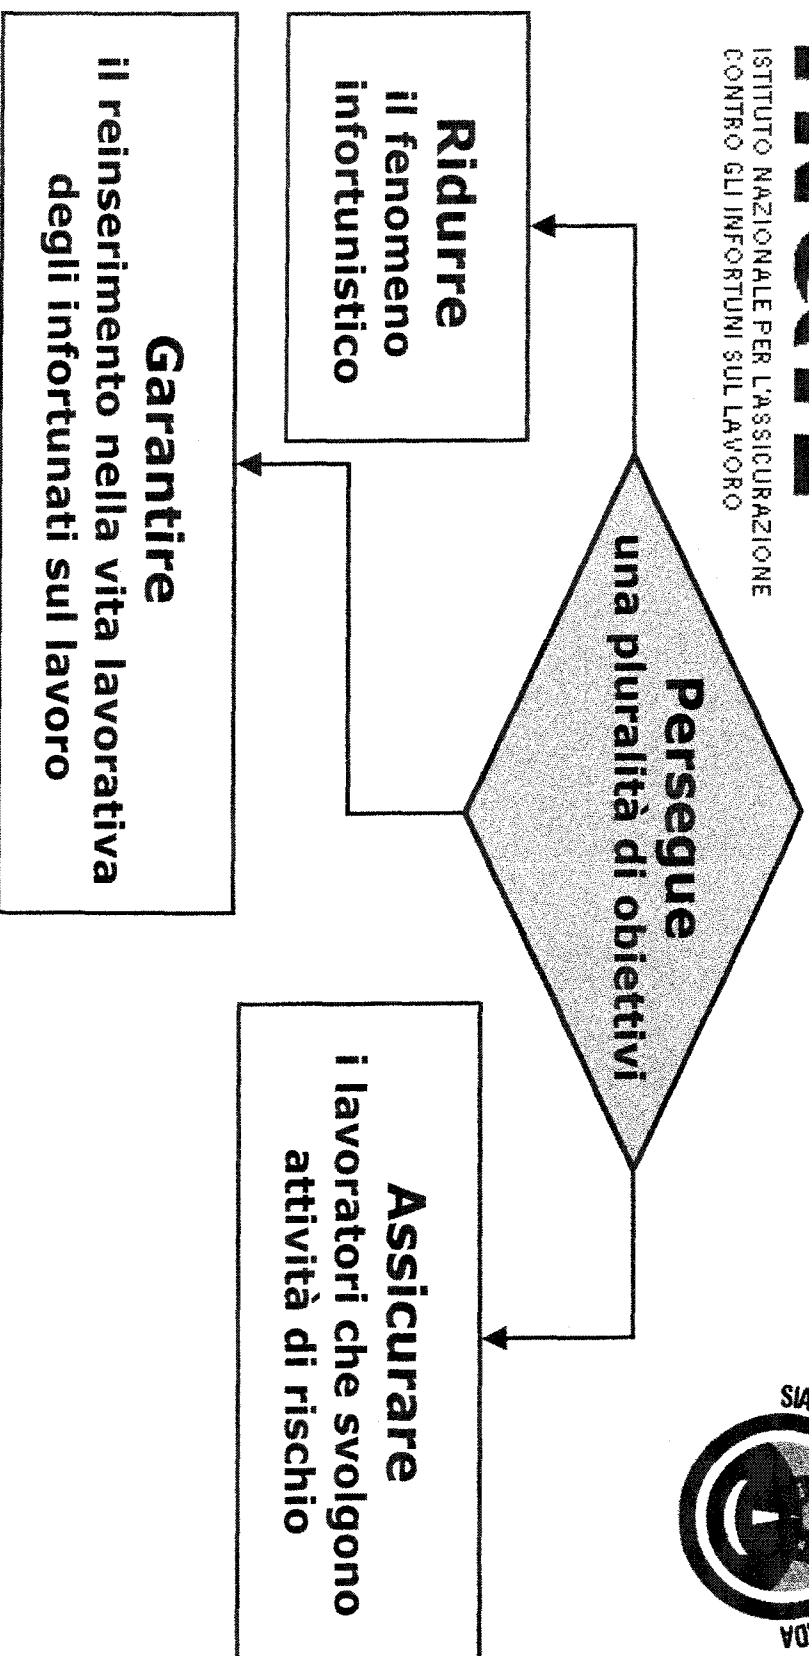 ISTITUTO NAZIONALE PER L'ASSICURAZIONE
CONTRO GLI INFORTUNI SUL LAVORO
Persegue
una pluralità di obiettivi
Ridurre
il fenomeno
infortunistico
Assicurare
i lavoratori che svolgono
attività di rischio
Garantire
il reinserimento nella vita lavorativa
degli infortunati sul lavoro